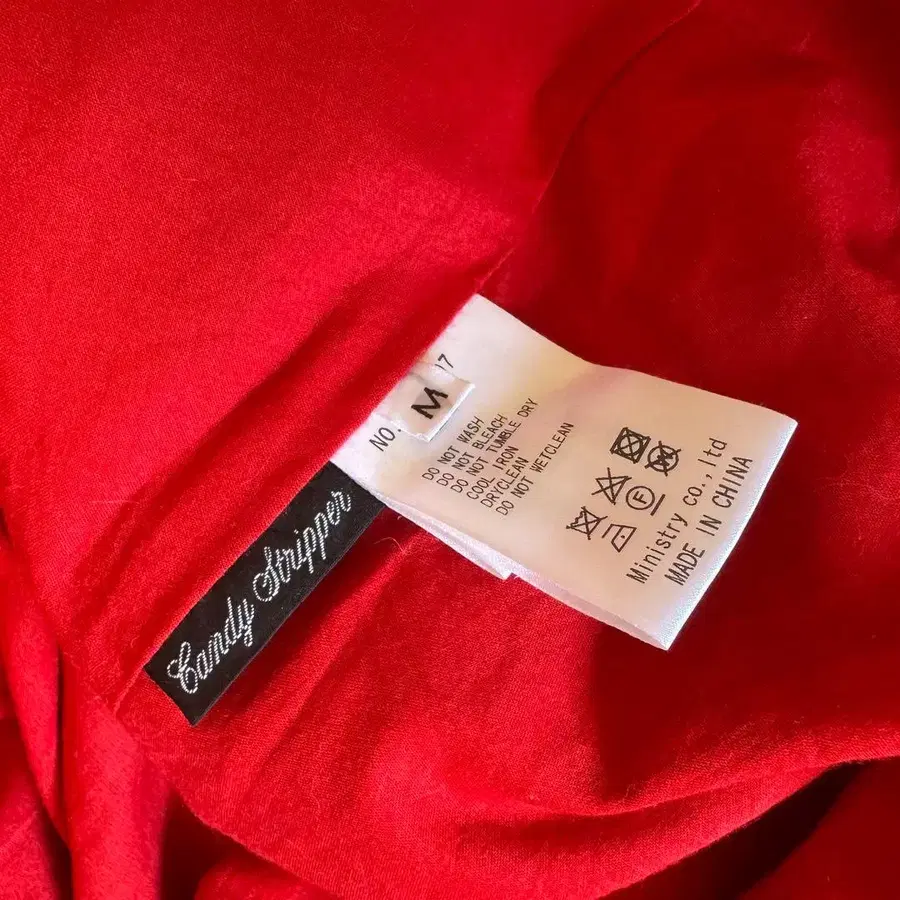 NO.
M
17
DO NOT WASH
DO NOT BLEACH
DO NOT TUMBLE DRY
COOL IRON
DRYCLEAN
DO NOT WETCLEAN
F
Ministry co., ltd
MADE IN CHINA
Candy Stripper